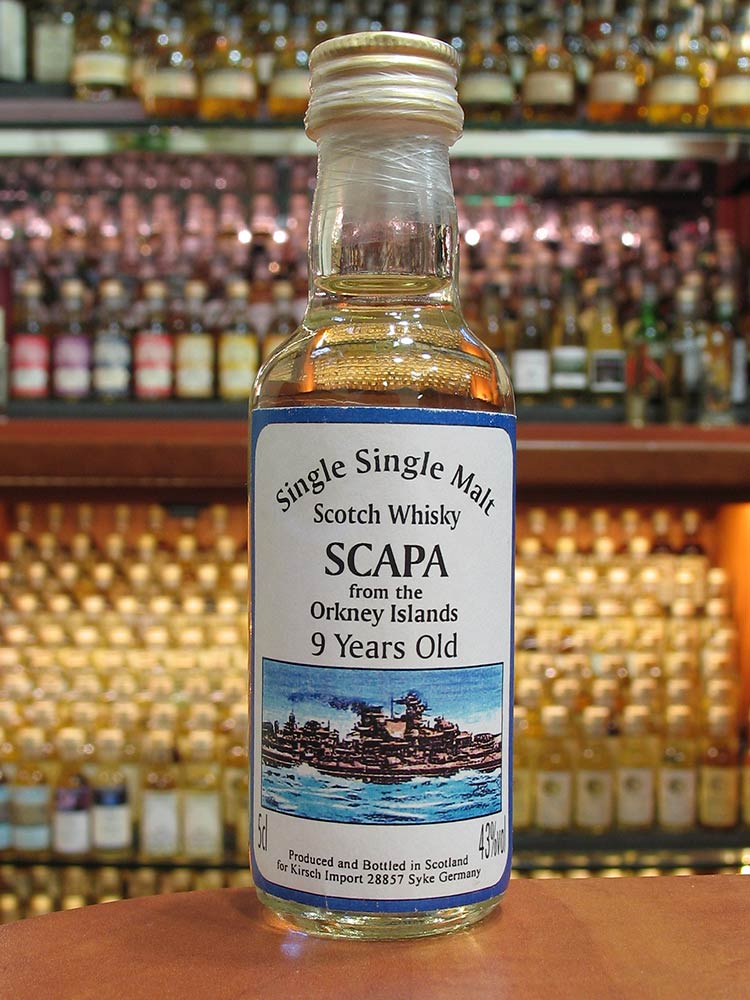 Single Single Malt
Scotch Whisky
SCAPA
from the
Orkney Islands
9 Years Old
5cl
43%vol
Produced and Bottled in Scotland
for Kirsch Import 28857 Syke Germany